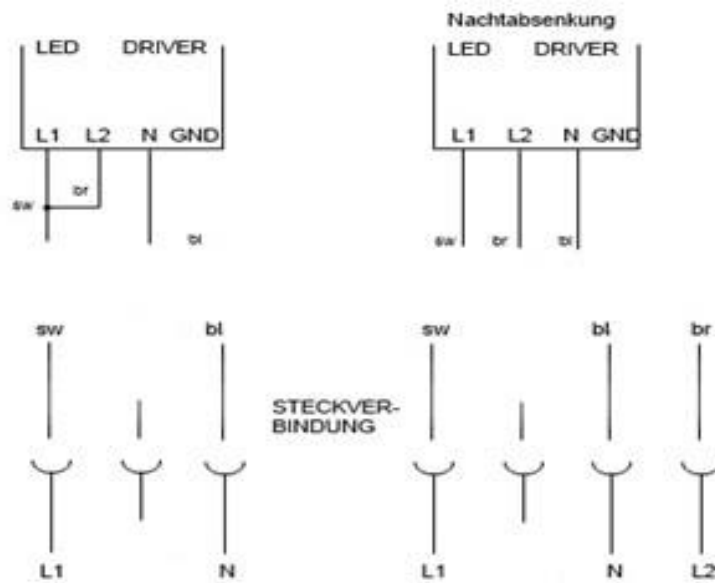 Nachtabsenkung
LED DRIVER
L1 L2 N GND
br
sw
bl
LED DRIVER
L1 L2 N GND
sw br bl
sw bl
sw bl br
STECKVER-
BINDUNG
L1 N
L1 N L2